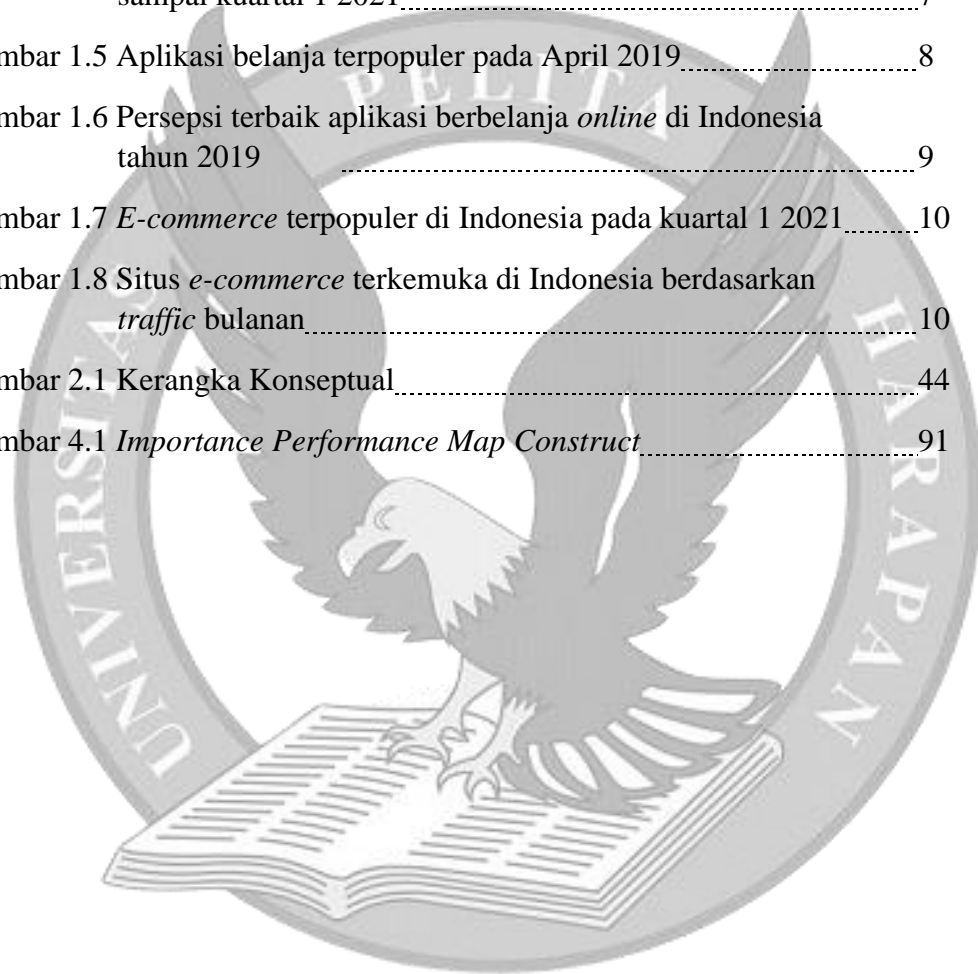 sampai kuartal 1 2021 7
mbar 1.5 Aplikasi belanja terpopuler pada April 2019 8
mbar 1.6 Persepsi terbaik aplikasi berbelanja online di Indonesia
tahun 2019 9
mbar 1.7 E-commerce terpopuler di Indonesia pada kuartal 1 2021 10
mbar 1.8 Situs e-commerce terkemuka di Indonesia berdasarkan
traffic bulanan 10
mbar 2.1 Kerangka Konseptual 44
mbar 4.1 Importance Performance Map Construct 91
UNIVERSITAS PELITA HARAPAN